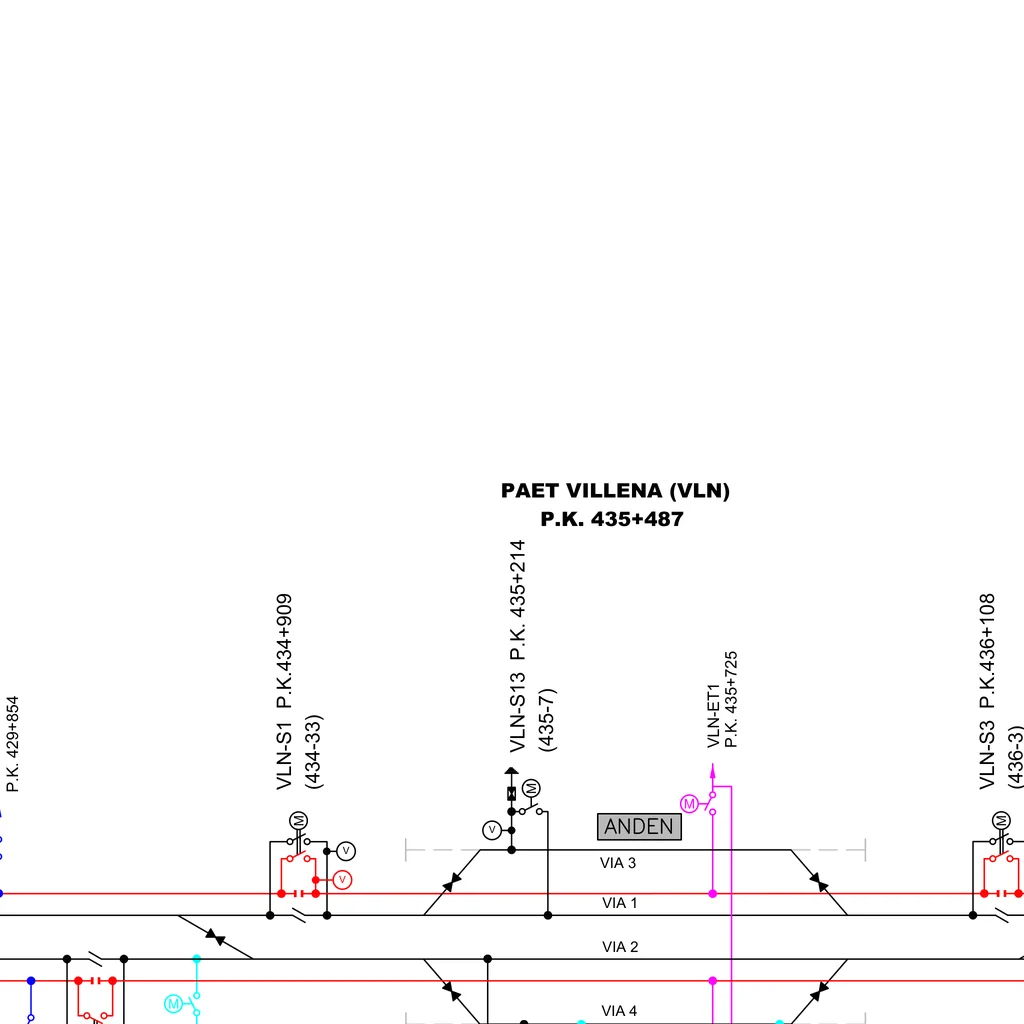 PAET VILLENA (VLN)
P.K. 435+487
P.K. 429+854
VLN-S1 P.K.434+909
(434-33)
VLN-S13 P.K. 435+214
(435-7)
VLN-ET1
P.K. 435+725
VLN-S3 P.K.436+108
(436-3)
M
M
M
M
V
V
V
ANDEN
VIA 3
VIA 1
VIA 2
M
VIA 4